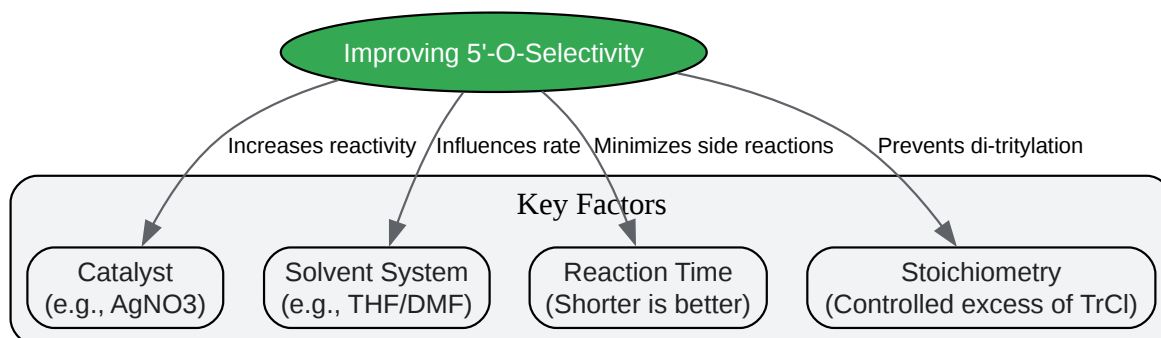 Improving 5'-O-Selectivity
Increases reactivity
Influences rate
Minimizes side reactions
Prevents di-tritylation
Key Factors
Catalyst
(e.g., AgNO3)
Solvent System
(e.g., THF/DMF)
Reaction Time
(Shorter is better)
Stoichiometry
(Controlled excess of TrCl)